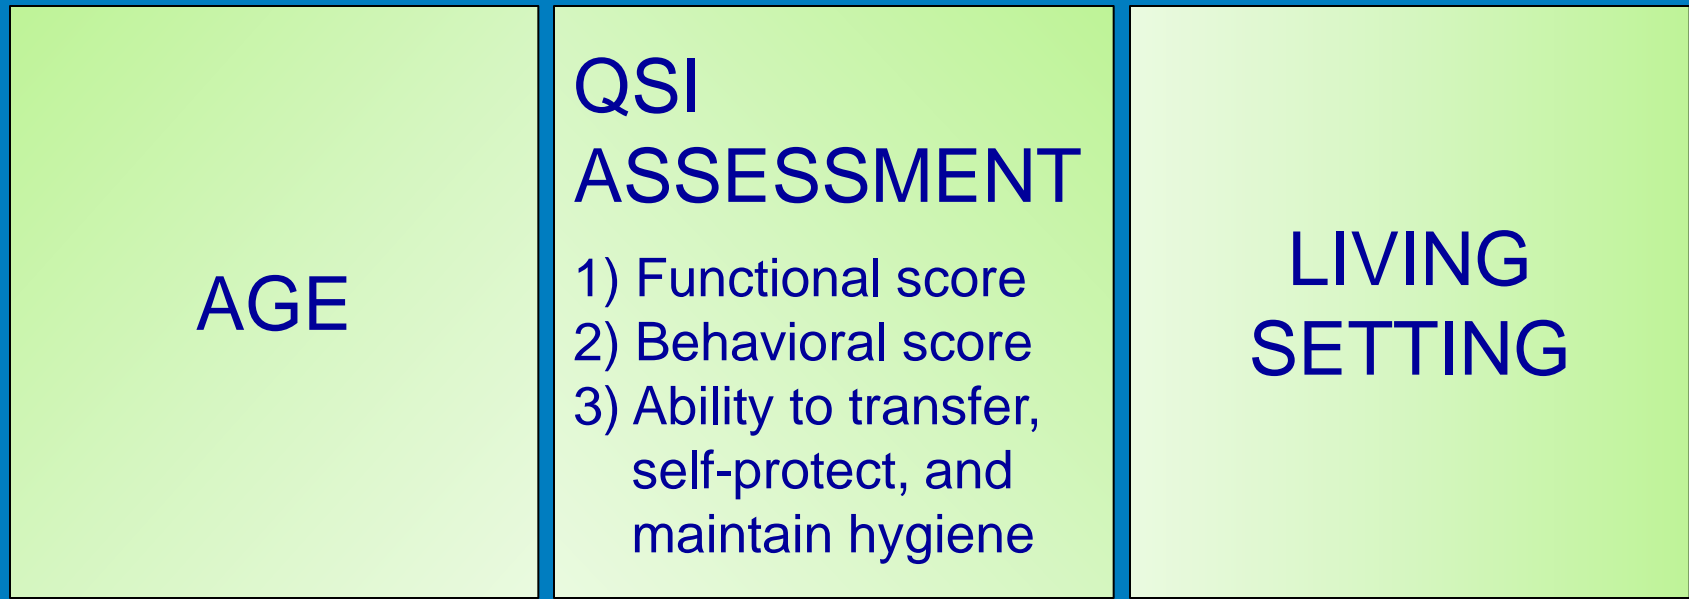 AGE
QSI
ASSESSMENT
1) Functional score
2) Behavioral score
3) Ability to transfer,
self-protect, and
maintain hygiene
LIVING
SETTING